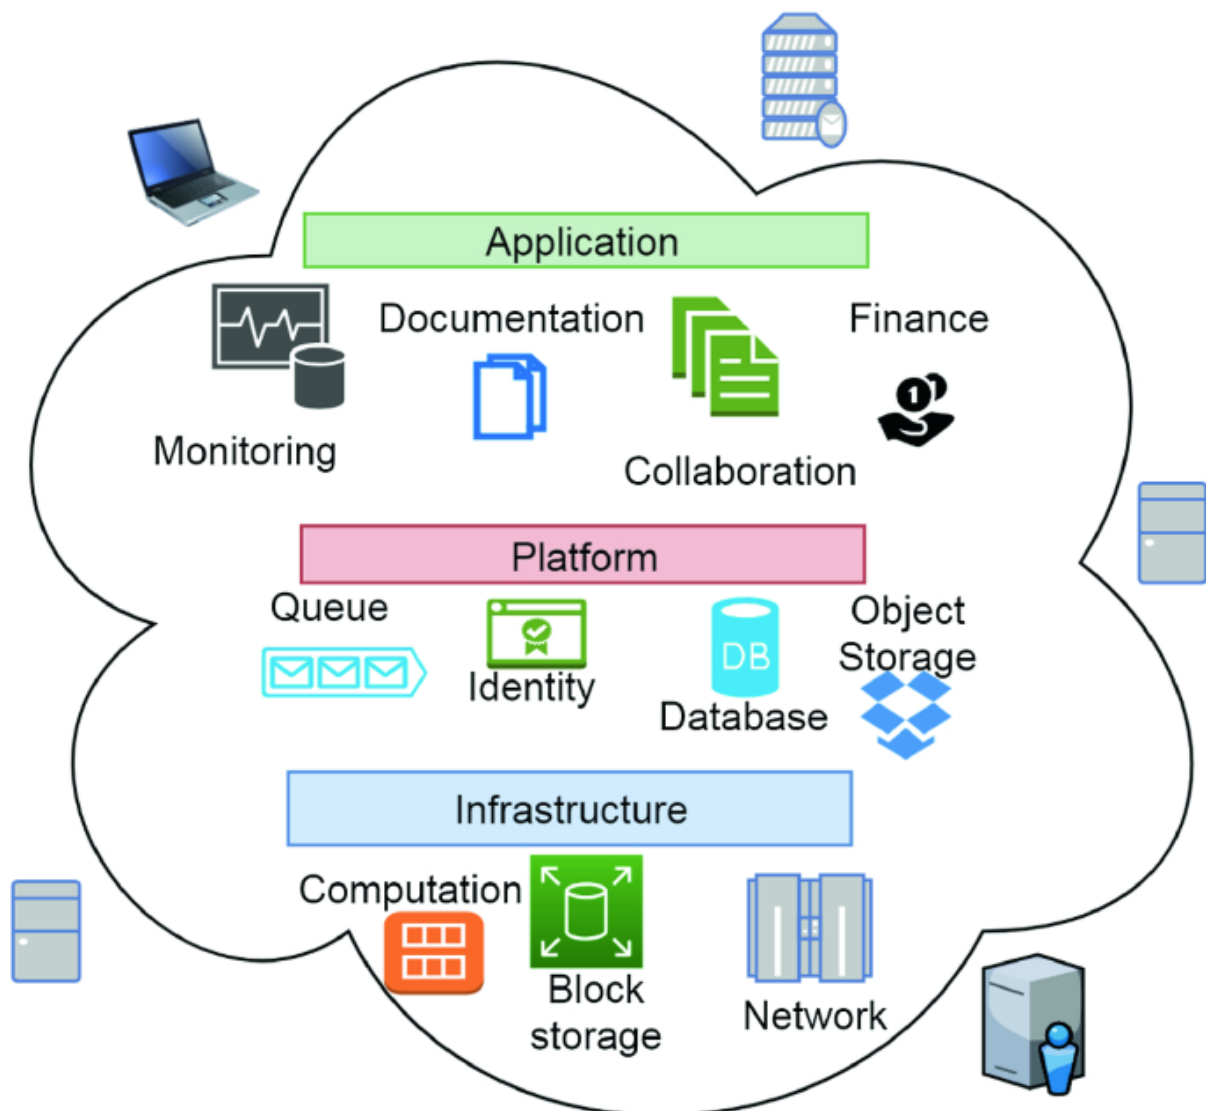 Application
Documentation
Finance
Monitoring
Collaboration
Platform
Queue
Object
Storage
Identity
DB
Database
Infrastructure
Computation
Block
storage
Network